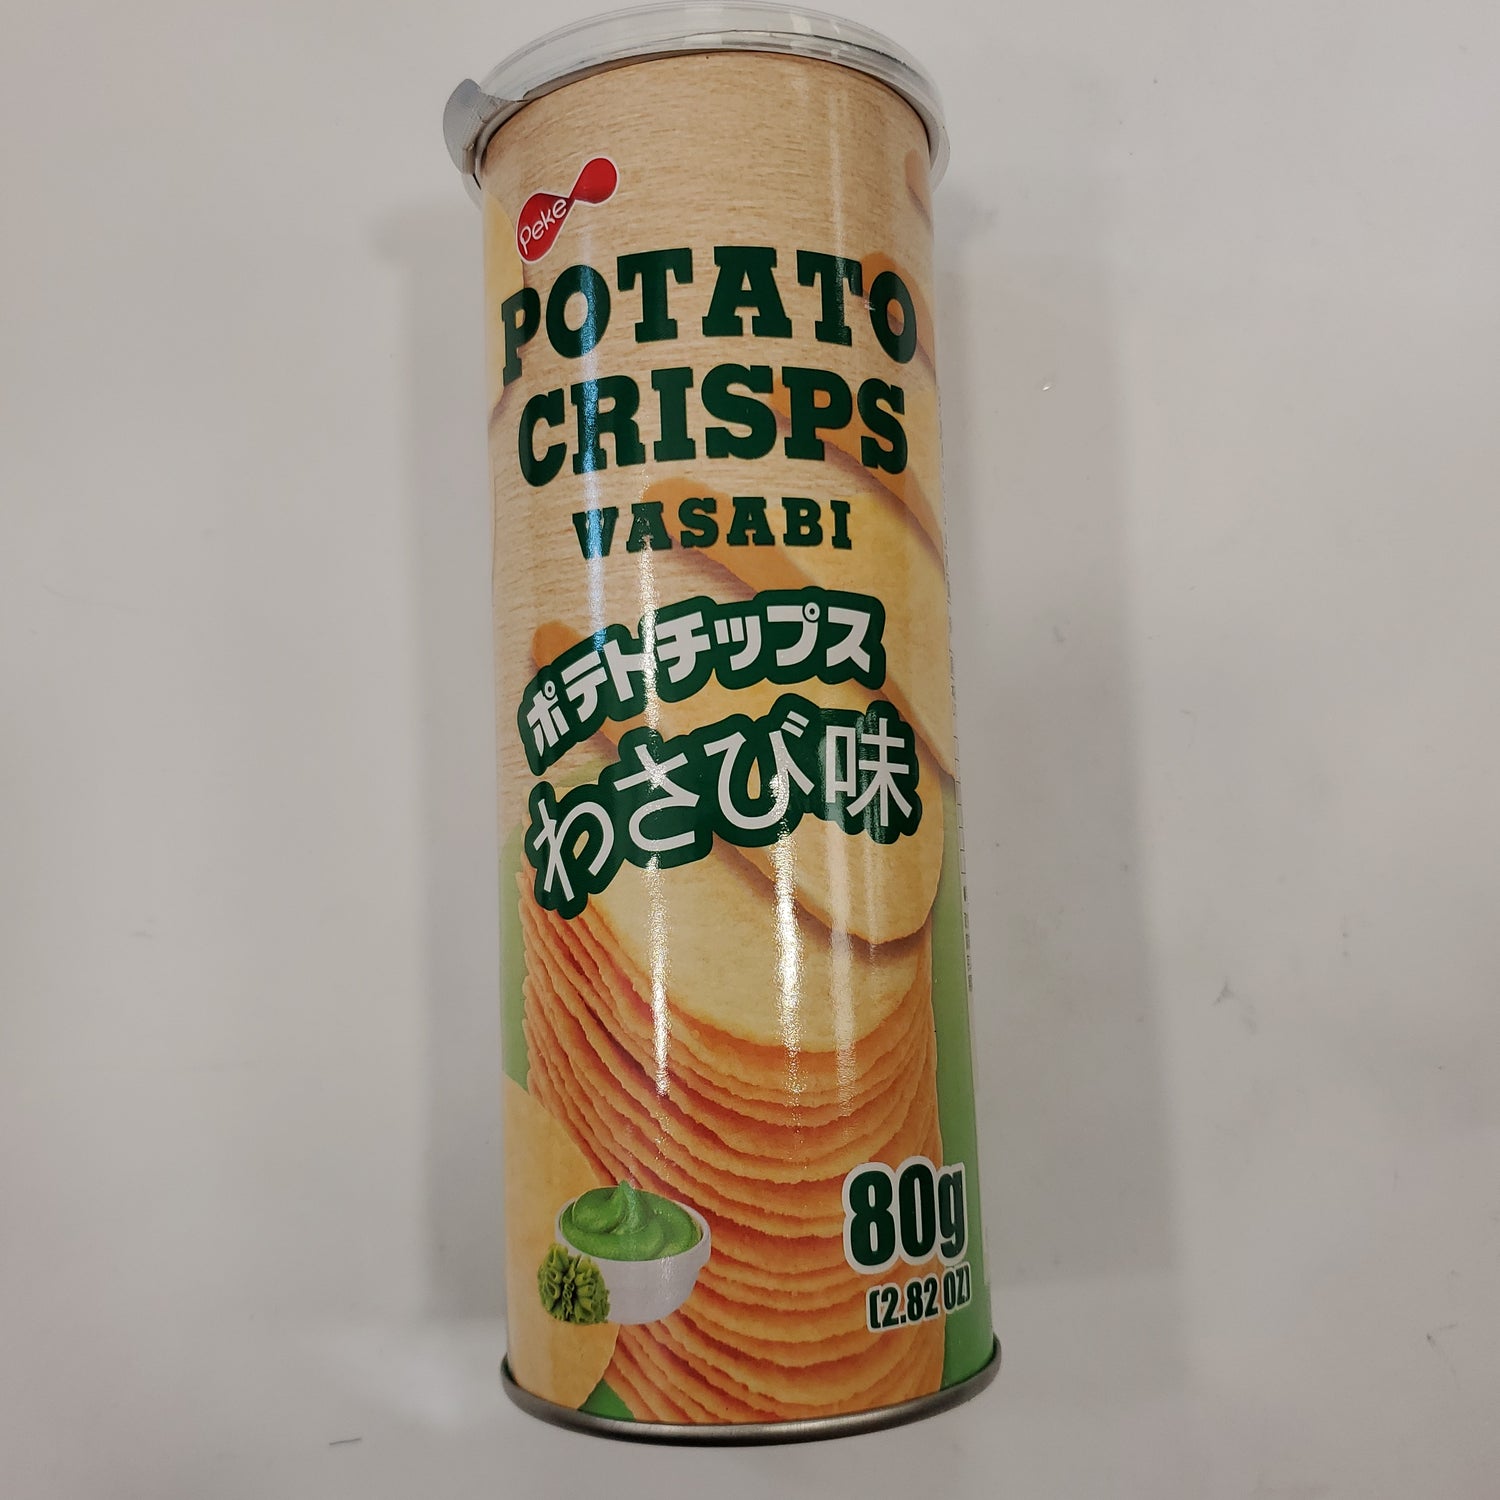 Peke
POTATO
CRISPS
WASABI
ポテトチップス
わさび味
80g
(2.82 OZ)